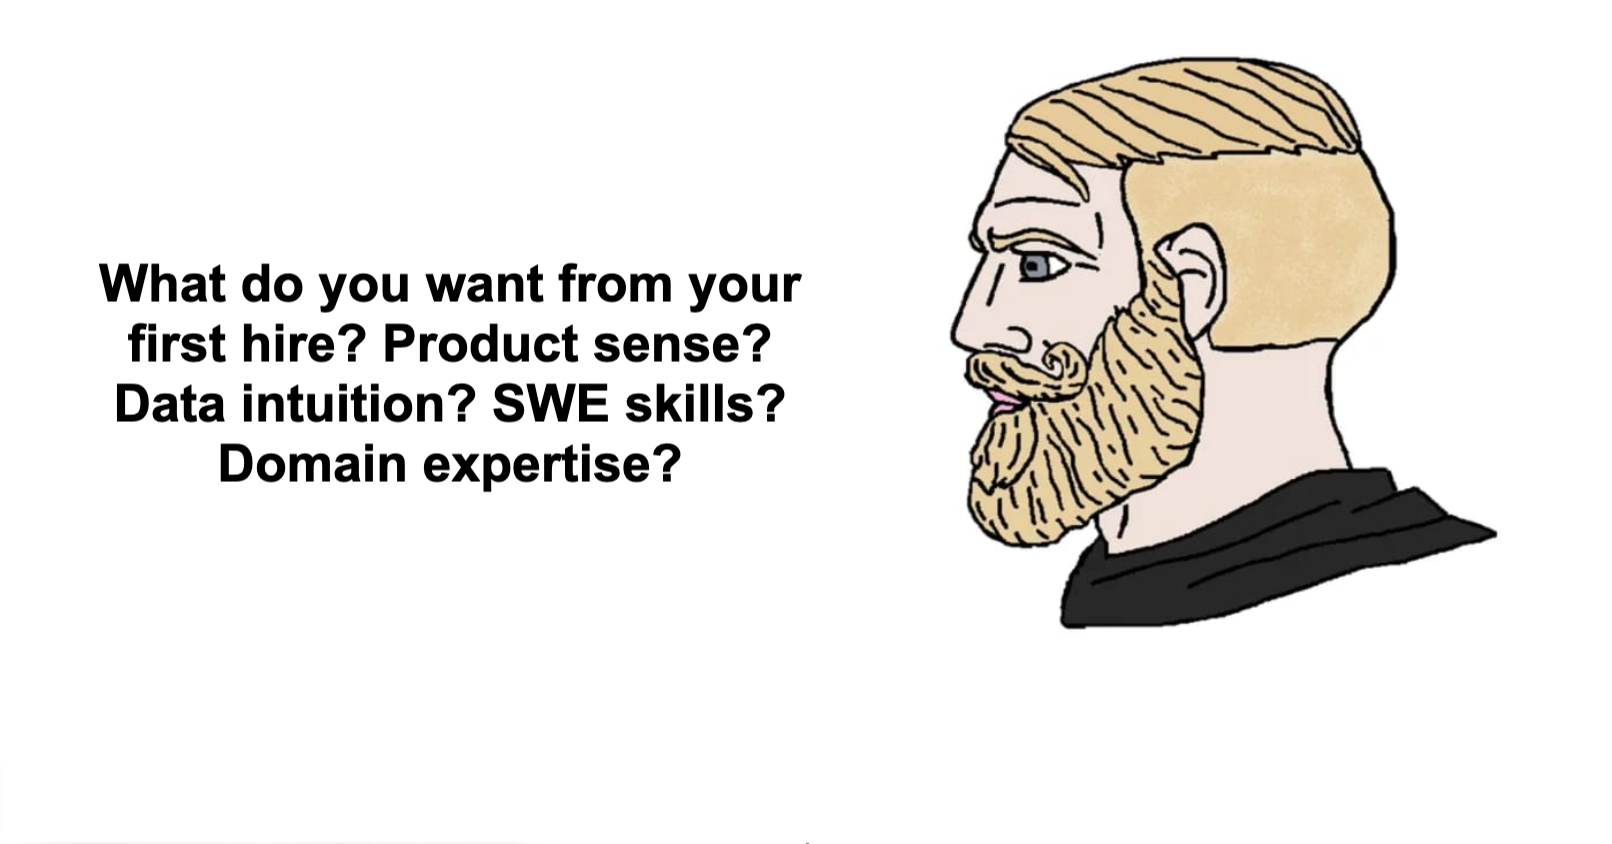 What do you want from your
first hire? Product sense?
Data intuition? SWE skills?
Domain expertise?